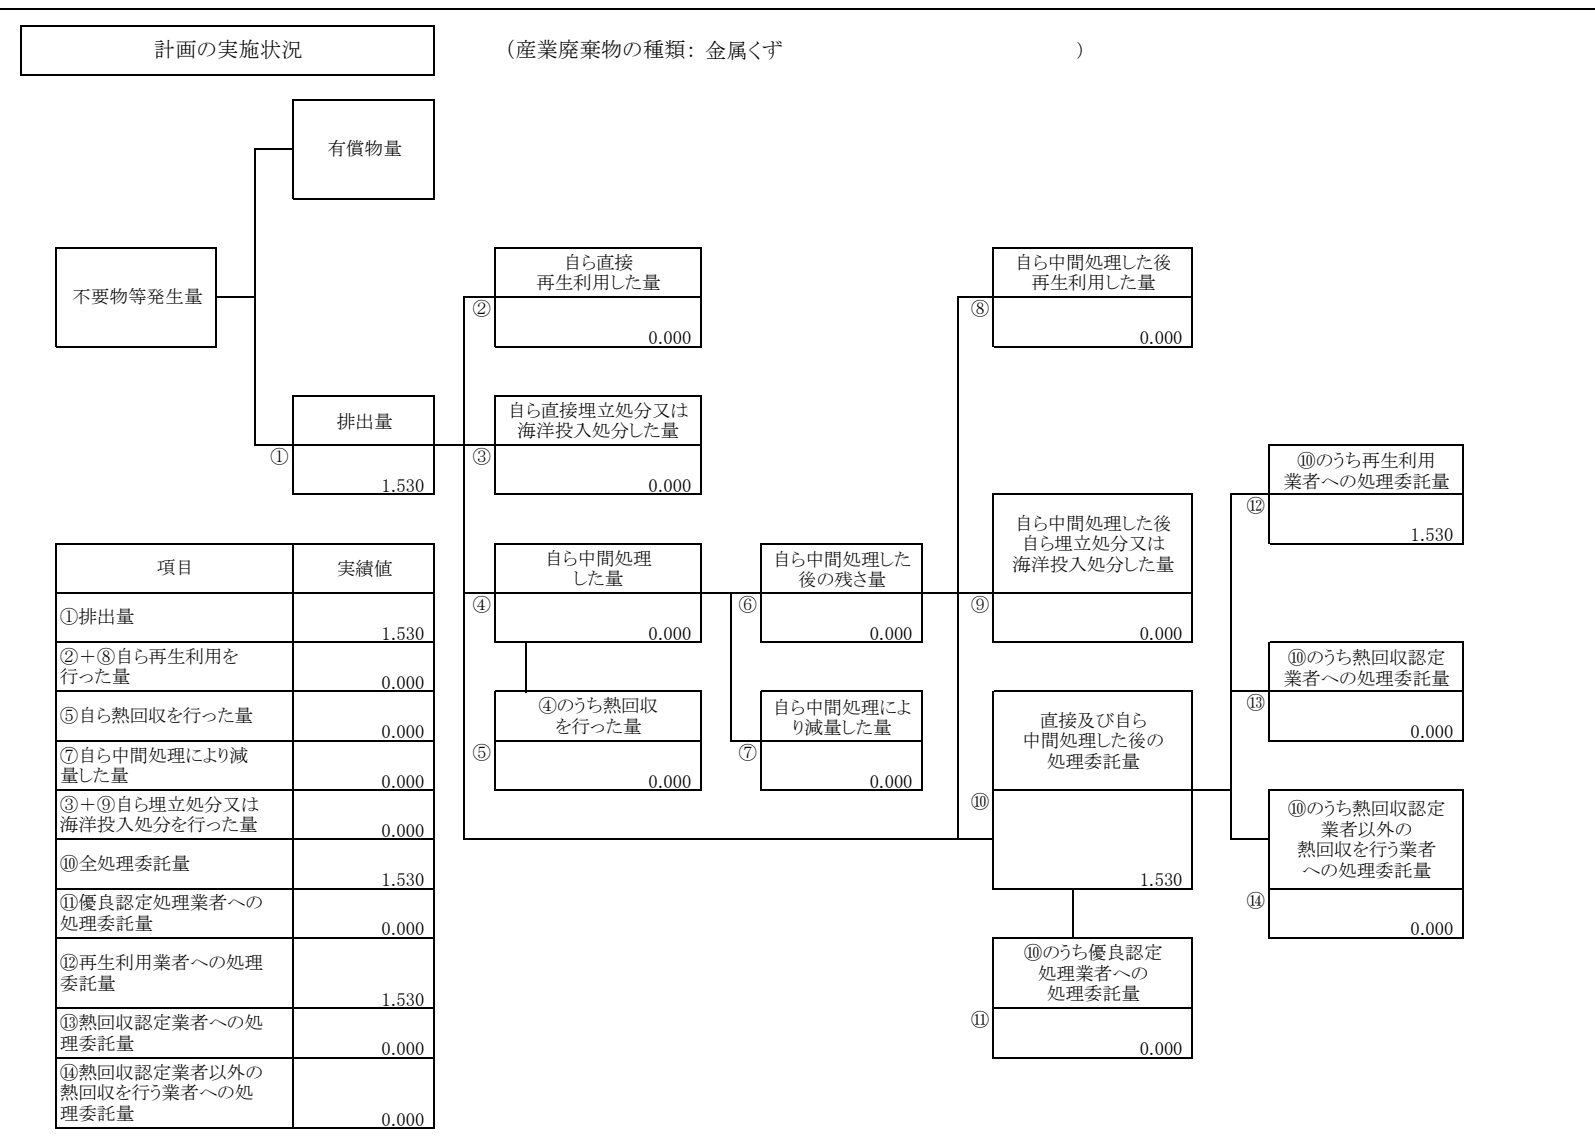 計画の実施状況
（産業廃棄物の種類： 金属くず ）
有償物量
不要物等発生量
自ら直接
再生利用した量
②
0.000
自ら中間処理した後
再生利用した量
⑧
0.000
排出量
①
1.530
自ら直接埋立処分又は
海洋投入処分した量
③
0.000
⑩のうち再生利用
業者への処理委託量
⑫
1.530
自ら中間処理
した量
④
0.000
自ら中間処理した
後の残さ量
⑥
0.000
自ら中間処理した後
自ら埋立処分又は
海洋投入処分した量
⑨
0.000
⑩のうち熱回収認定
業者への処理委託量
⑬
0.000
④のうち熱回収
を行った量
⑤
0.000
自ら中間処理によ
り減量した量
⑦
0.000
直接及び自ら
中間処理した後の
処理委託量
⑩
1.530
⑩のうち熱回収認定
業者以外の
熱回収を行う業者
への処理委託量
⑭
0.000
⑩のうち優良認定
処理業者への
処理委託量
⑪
0.000
項目 実績値
①排出量
1.530
②＋⑧自ら再生利用を
行った量
0.000
⑤自ら熱回収を行った量
0.000
⑦自ら中間処理により減
量した量
0.000
③＋⑨自ら埋立処分又は
海洋投入処分を行った量
0.000
⑩全処理委託量
1.530
⑪優良認定処理業者への
処理委託量
0.000
⑫再生利用業者への処理
委託量
1.530
⑬熱回収認定業者への処
理委託量
0.000
⑭熱回収認定業者以外の
熱回収を行う業者への処
理委託量
0.000